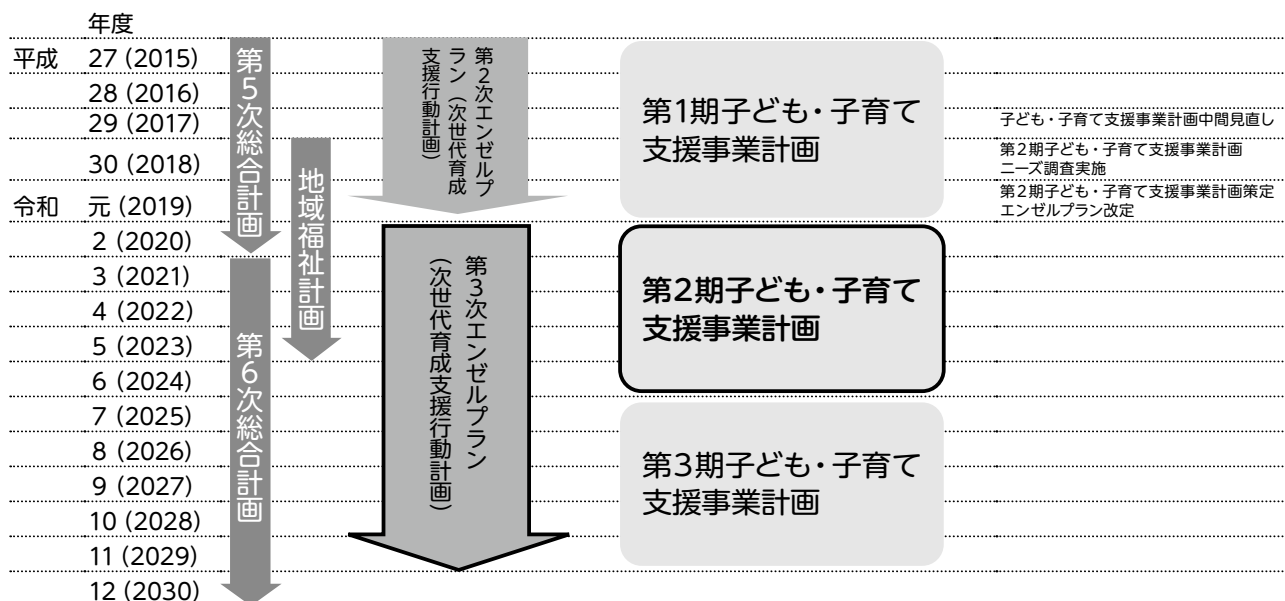 年度
平成 27 (2015)
28 (2016)
29 (2017)
30 (2018)
令和 元 (2019)
2 (2020)
3 (2021)
4 (2022)
5 (2023)
6 (2024)
7 (2025)
8 (2026)
9 (2027)
10 (2028)
11 (2029)
12 (2030)
第5次総合計画
第6次総合計画
地域福祉計画
第2次エンゼルプ
ラン（次世代育成
支援行動計画）
第3次エンゼルプラン
（次世代育成支援行動計画）
第1期子ども・子育て
支援事業計画
第2期子ども・子育て
支援事業計画
第3期子ども・子育て
支援事業計画
子ども・子育て支援事業計画中間見直し
第2期子ども・子育て支援事業計画
ニーズ調査実施
第2期子ども・子育て支援事業計画策定
エンゼルプラン改定